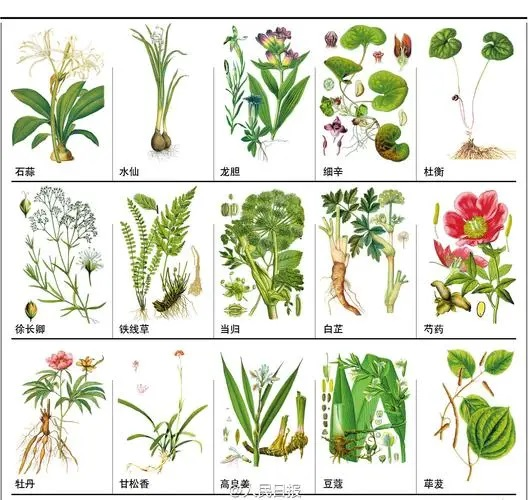 石蒜
水仙
龙胆
细辛
杜衡
徐长卿
铁线草
当归
白芷
芍药
牡丹
甘松香
高良姜
豆蔻
荜茇
@人民日报